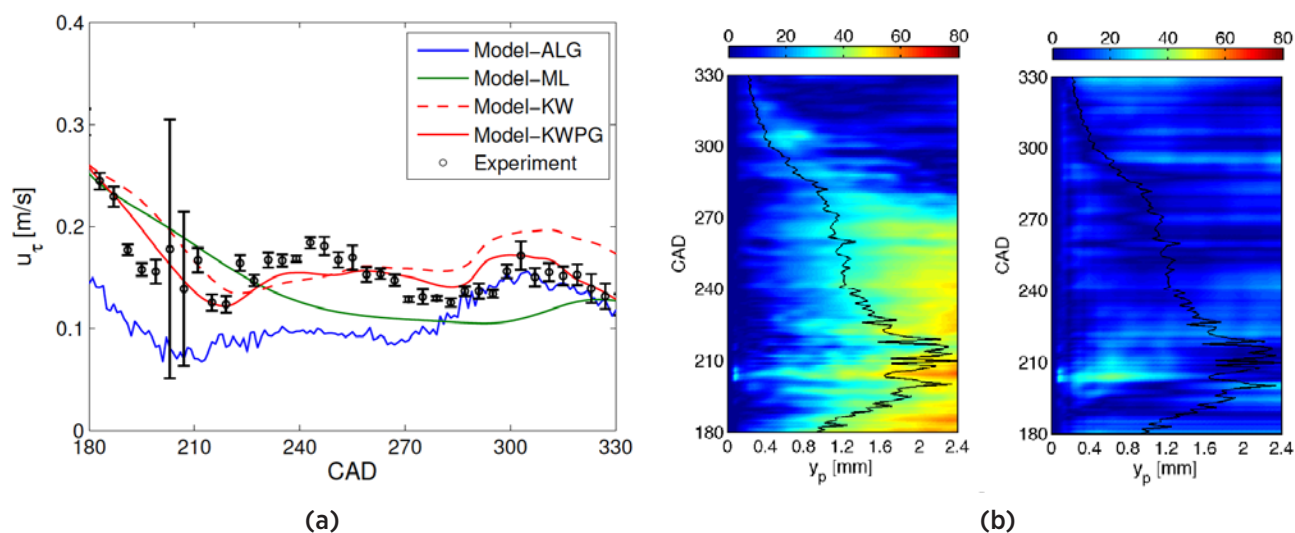 0.4
0.3
0.2
0.1
0
u_τ [m/s]
180 210 240 270 300 330
CAD
Model-ALG
Model-ML
Model-KW
Model-KWPG
Experiment
(a)
0 20 40 60 80
330
300
270
240
210
180
CAD
0 0.4 0.8 1.2 1.6 2 2.4
y_p [mm]
0 20 40 60 80
330
300
270
240
210
180
CAD
0 0.4 0.8 1.2 1.6 2 2.4
y_p [mm]
(b)